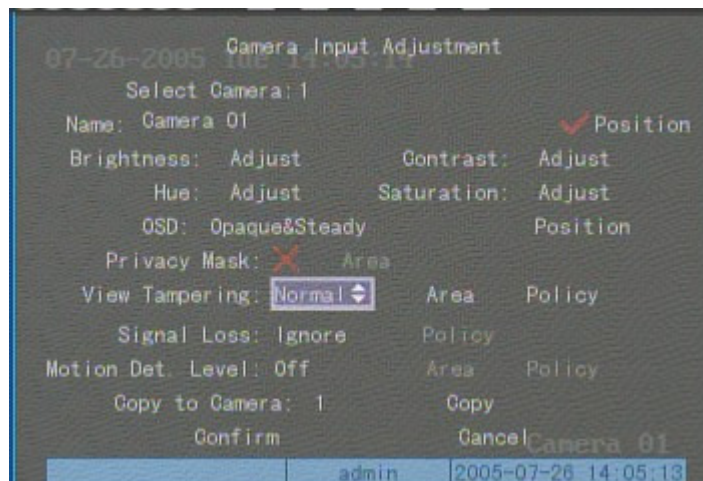 Camera Input Adjustment
07-26-2005 Tue 14:05:14
Select Camera: 1
Name: Camera 01 Position
Brightness: Adjust Contrast: Adjust
Hue: Adjust Saturation: Adjust
OSD: Opaque&Steady Position
Privacy Mask: Area
View Tampering: Normal Area Policy
Signal Loss: Ignore Policy
Motion Det. Level: Off Area Policy
Copy to Camera: 1 Copy
Confirm Cancel
Camera 01
admin 2005-07-26 14:05:13